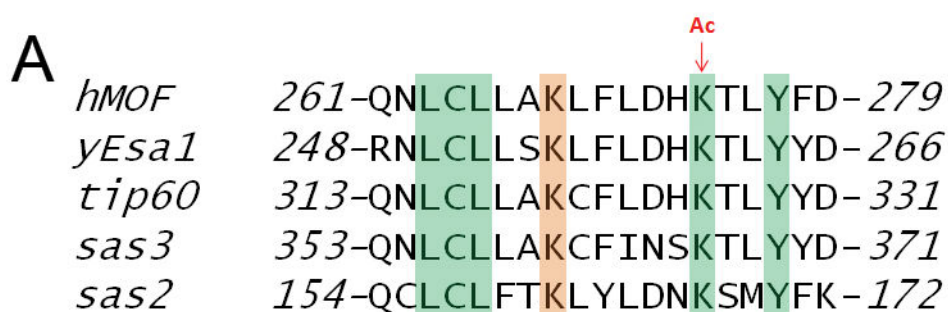 Ac
A
hMOF 261-QNLCLLAKLFLDHKTLYFD-279
yEsa1 248-RNLCLLSKLFLDHKTLYYD-266
tip60 313-QNLCLLAKCFLDHKTLYYD-331
sas3 353-QNLCLLAKCFINSKTLYYD-371
sas2 154-QCLCLFTKLYLDNKSMYFK-172